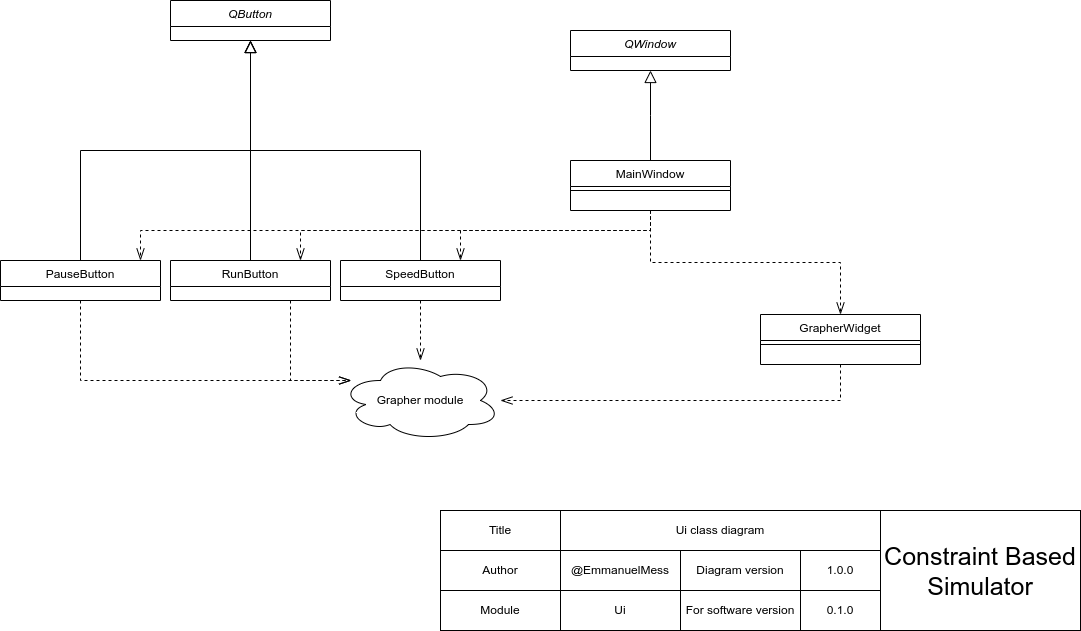 QButton
QWindow
MainWindow
PauseButton
RunButton
SpeedButton
GrapherWidget
Grapher module
Title
Ui class diagram
Author
@EmmanuelMess
Diagram version
1.0.0
Module
Ui
For software version
0.1.0
Constraint Based
Simulator